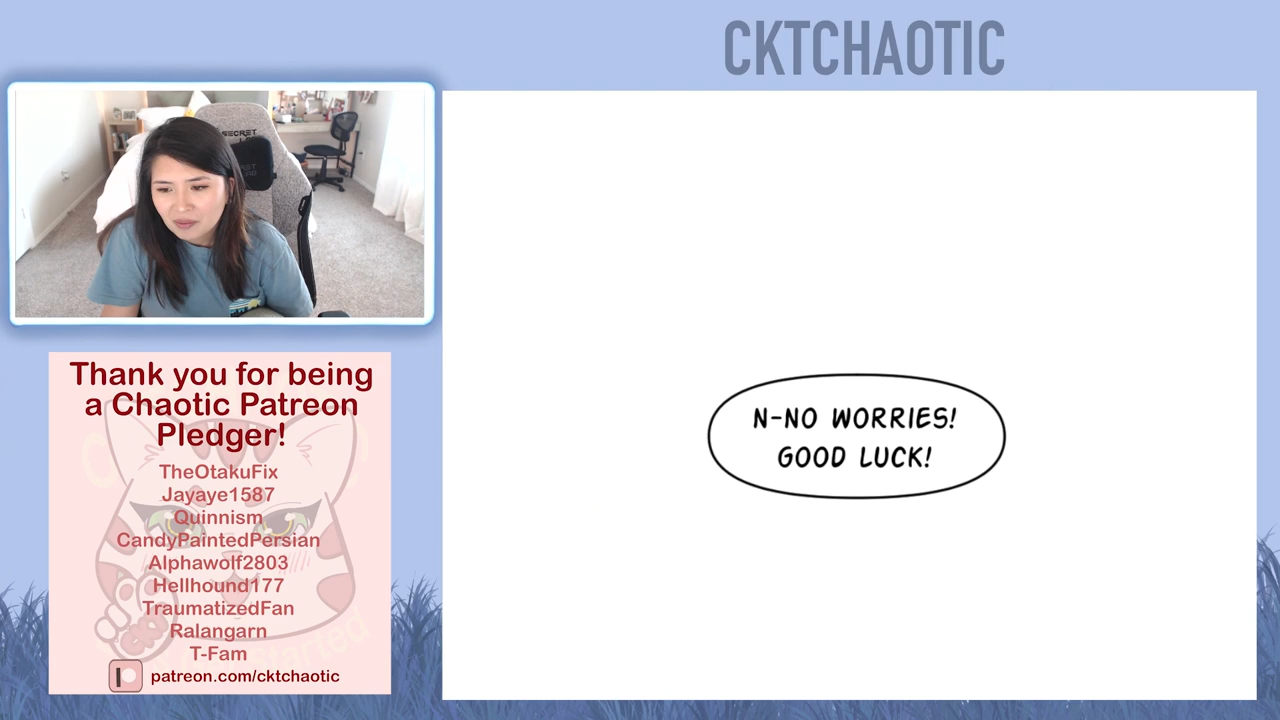 CKTCHAOTIC
SECRET
Thank you for being
a Chaotic Patreon
Pledger!
TheOtakuFix
Jayaye1587
Quinnism
CandyPaintedPersian
Alphawolf2803
Hellhound177
TraumatizedFan
Ralangarn
T-Fam
patreon.com/cktchaotic
N-NO WORRIES!
GOOD LUCK!